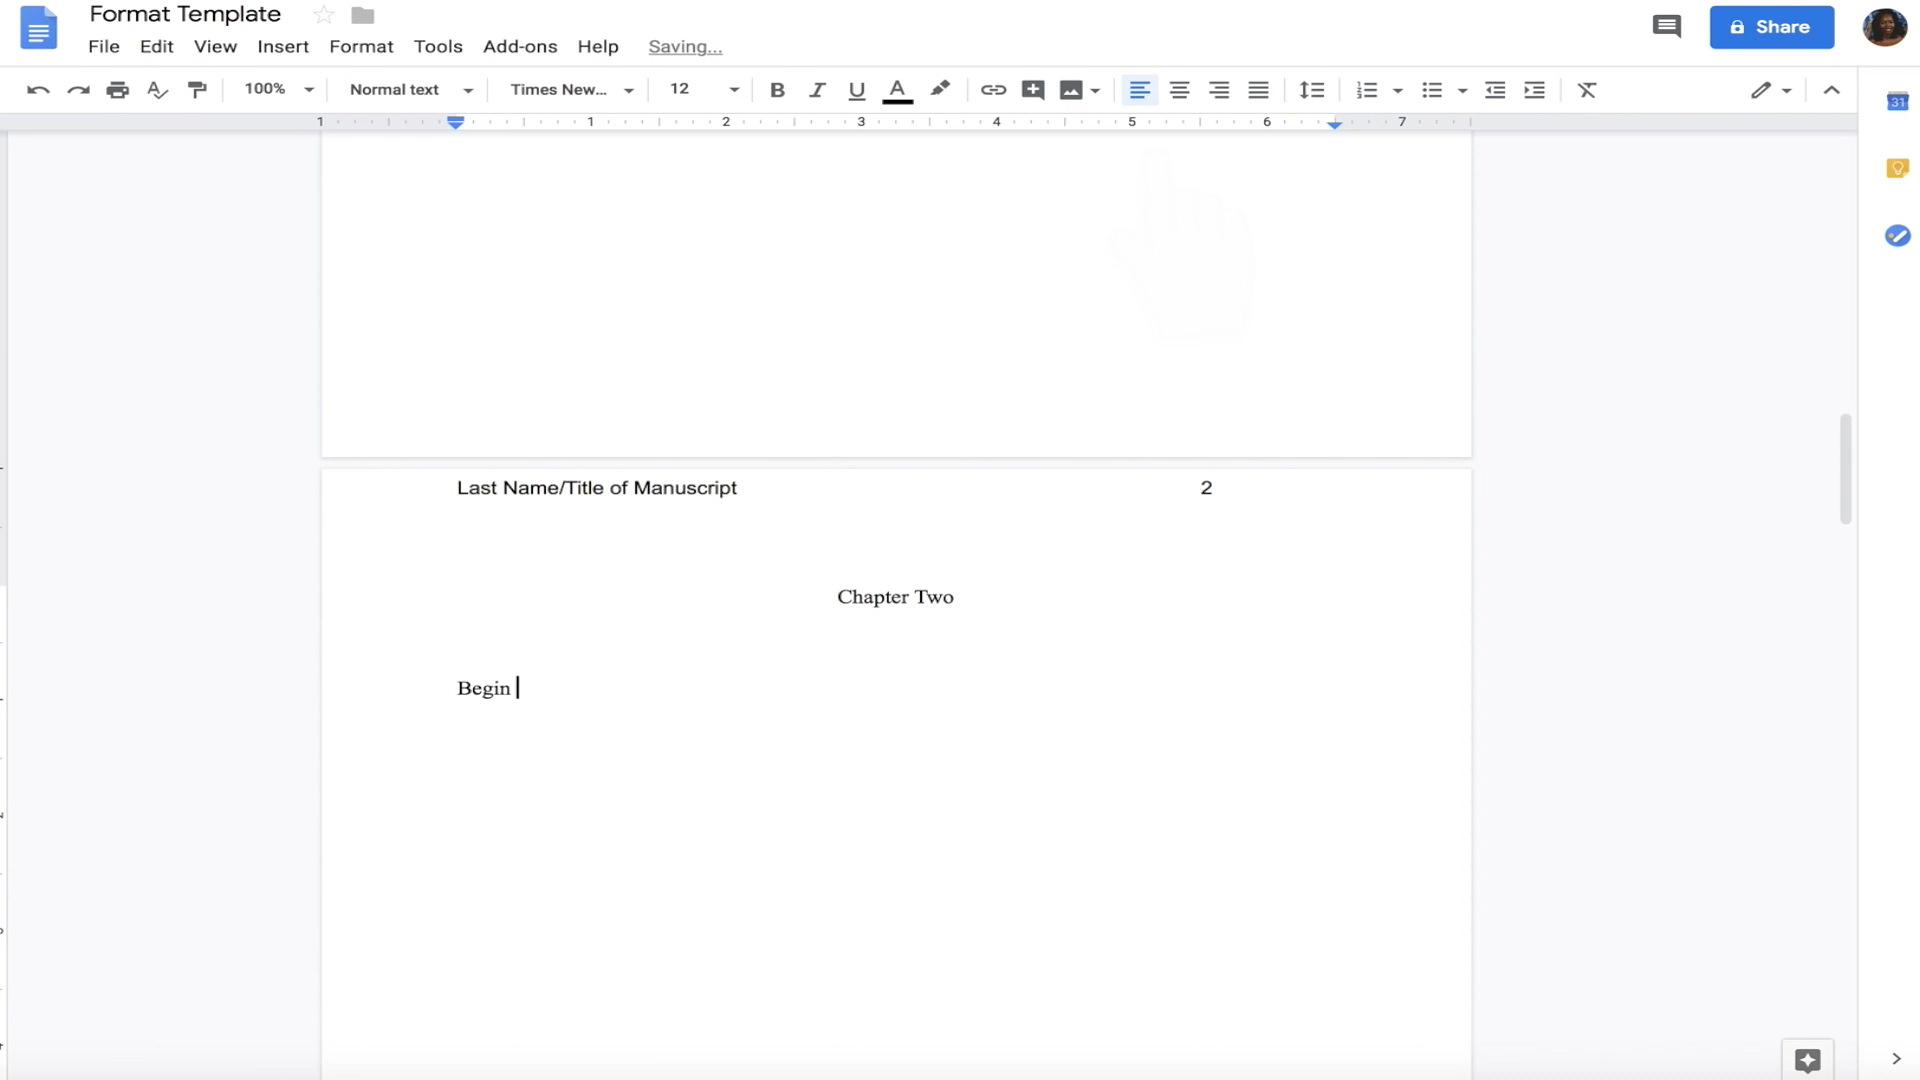 Format Template
File Edit View Insert Format Tools Add-ons Help Saving...
Share
100% Normal text Times New... 12 B I U A
1 1 2 3 4 5 6 7
31
Last Name/Title of Manuscript 2
Chapter Two
Begin